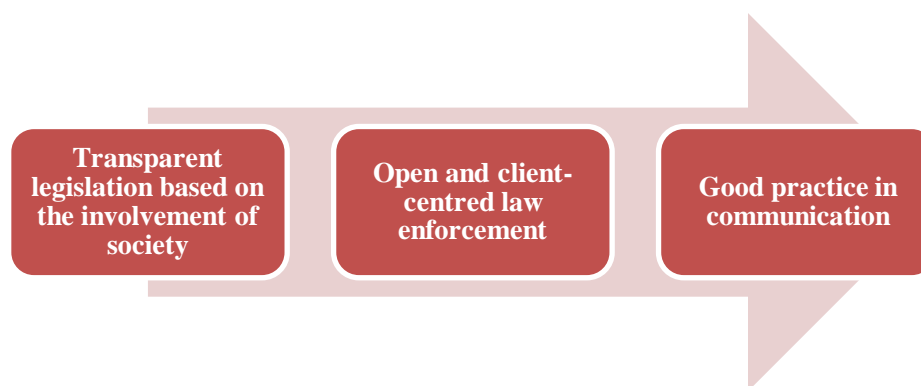 Transparent
legislation based on
the involvement of
society
Open and client-
centred law
enforcement
Good practice in
communication